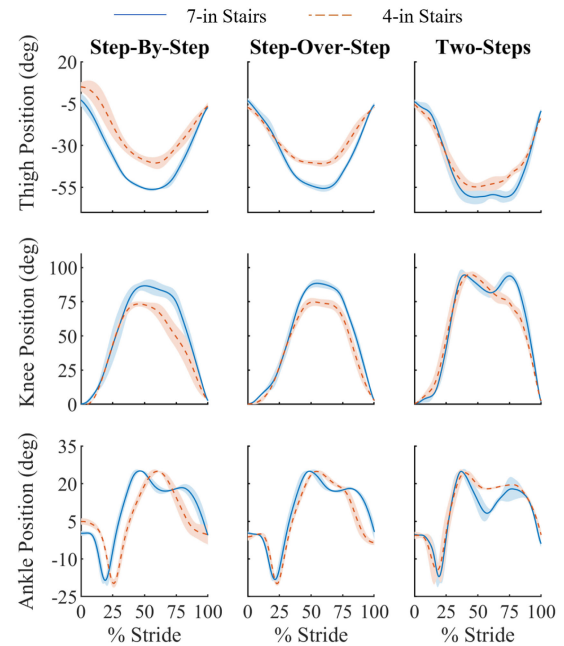 7-in Stairs 4-in Stairs
Step-By-Step Step-Over-Step Two-Steps
Thigh Position (deg)
20
-5
-30
-55
Knee Position (deg)
100
75
50
25
0
Ankle Position (deg)
35
20
5
-10
-25
0 25 50 75 100 0 25 50 75 100 0 25 50 75 100
% Stride % Stride % Stride